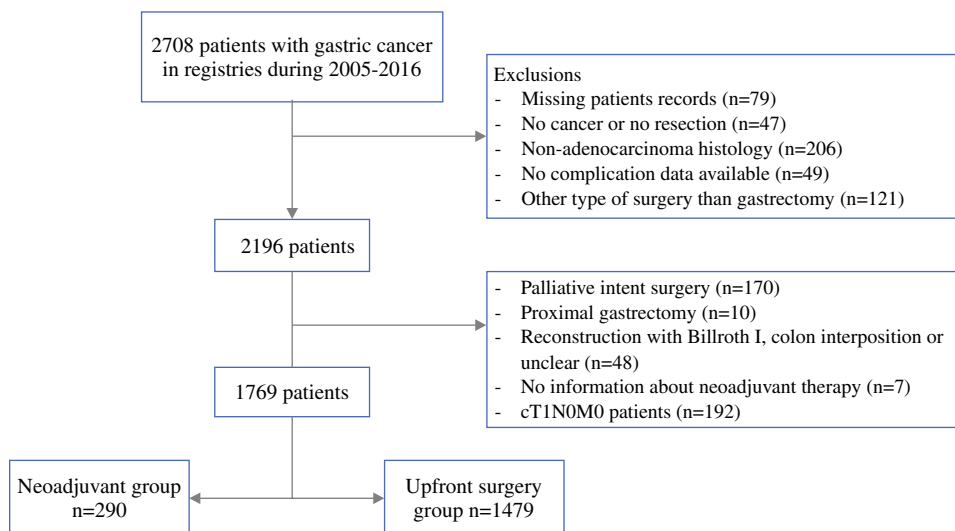 2708 patients with gastric cancer
in registries during 2005-2016
Exclusions
- Missing patients records (n=79)
- No cancer or no resection (n=47)
- Non-adenocarcinoma histology (n=206)
- No complication data available (n=49)
- Other type of surgery than gastrectomy (n=121)
2196 patients
- Palliative intent surgery (n=170)
- Proximal gastrectomy (n=10)
- Reconstruction with Billroth I, colon interposition or
unclear (n=48)
- No information about neoadjuvant therapy (n=7)
- cT1N0M0 patients (n=192)
1769 patients
Neoadjuvant group
n=290
Upfront surgery
group n=1479